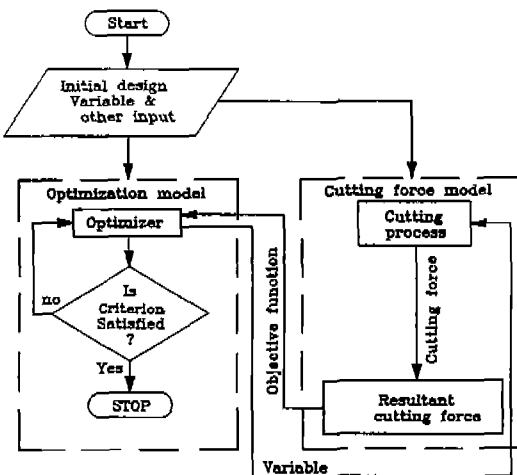 Start
Initial design
Variable &
other input
Optimization model
Optimizer
no
Is
Criterion
Satisfied
?
Yes
STOP
Objective function
Cutting force model
Cutting
process
Cutting force
Resultant
cutting force
Variable